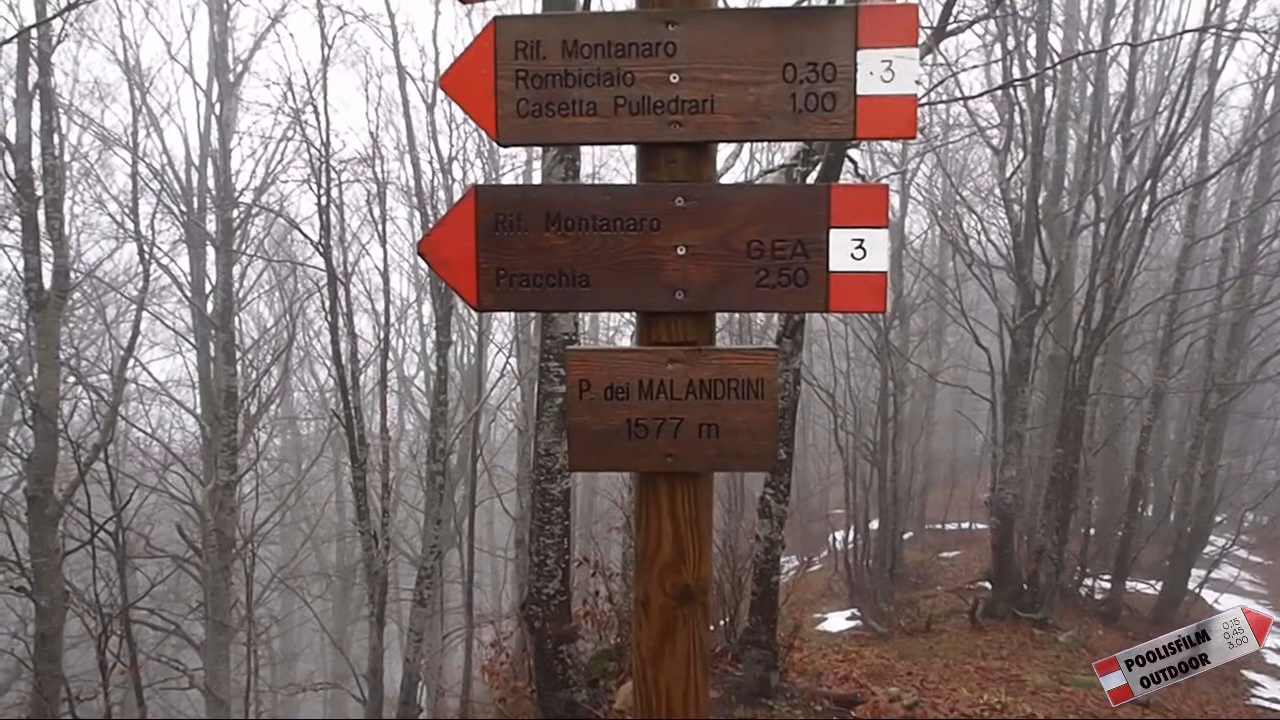 Rif. Montanaro
Rombiciaio 0,30
Casetta Pulledrari 1,00
3
Rif. Montanaro
GEA
Pracchia 2,50
3
P. dei MALANDRINI
1577 m
POOLISFILM
OUTDOOR
0,15
0,45
3,00